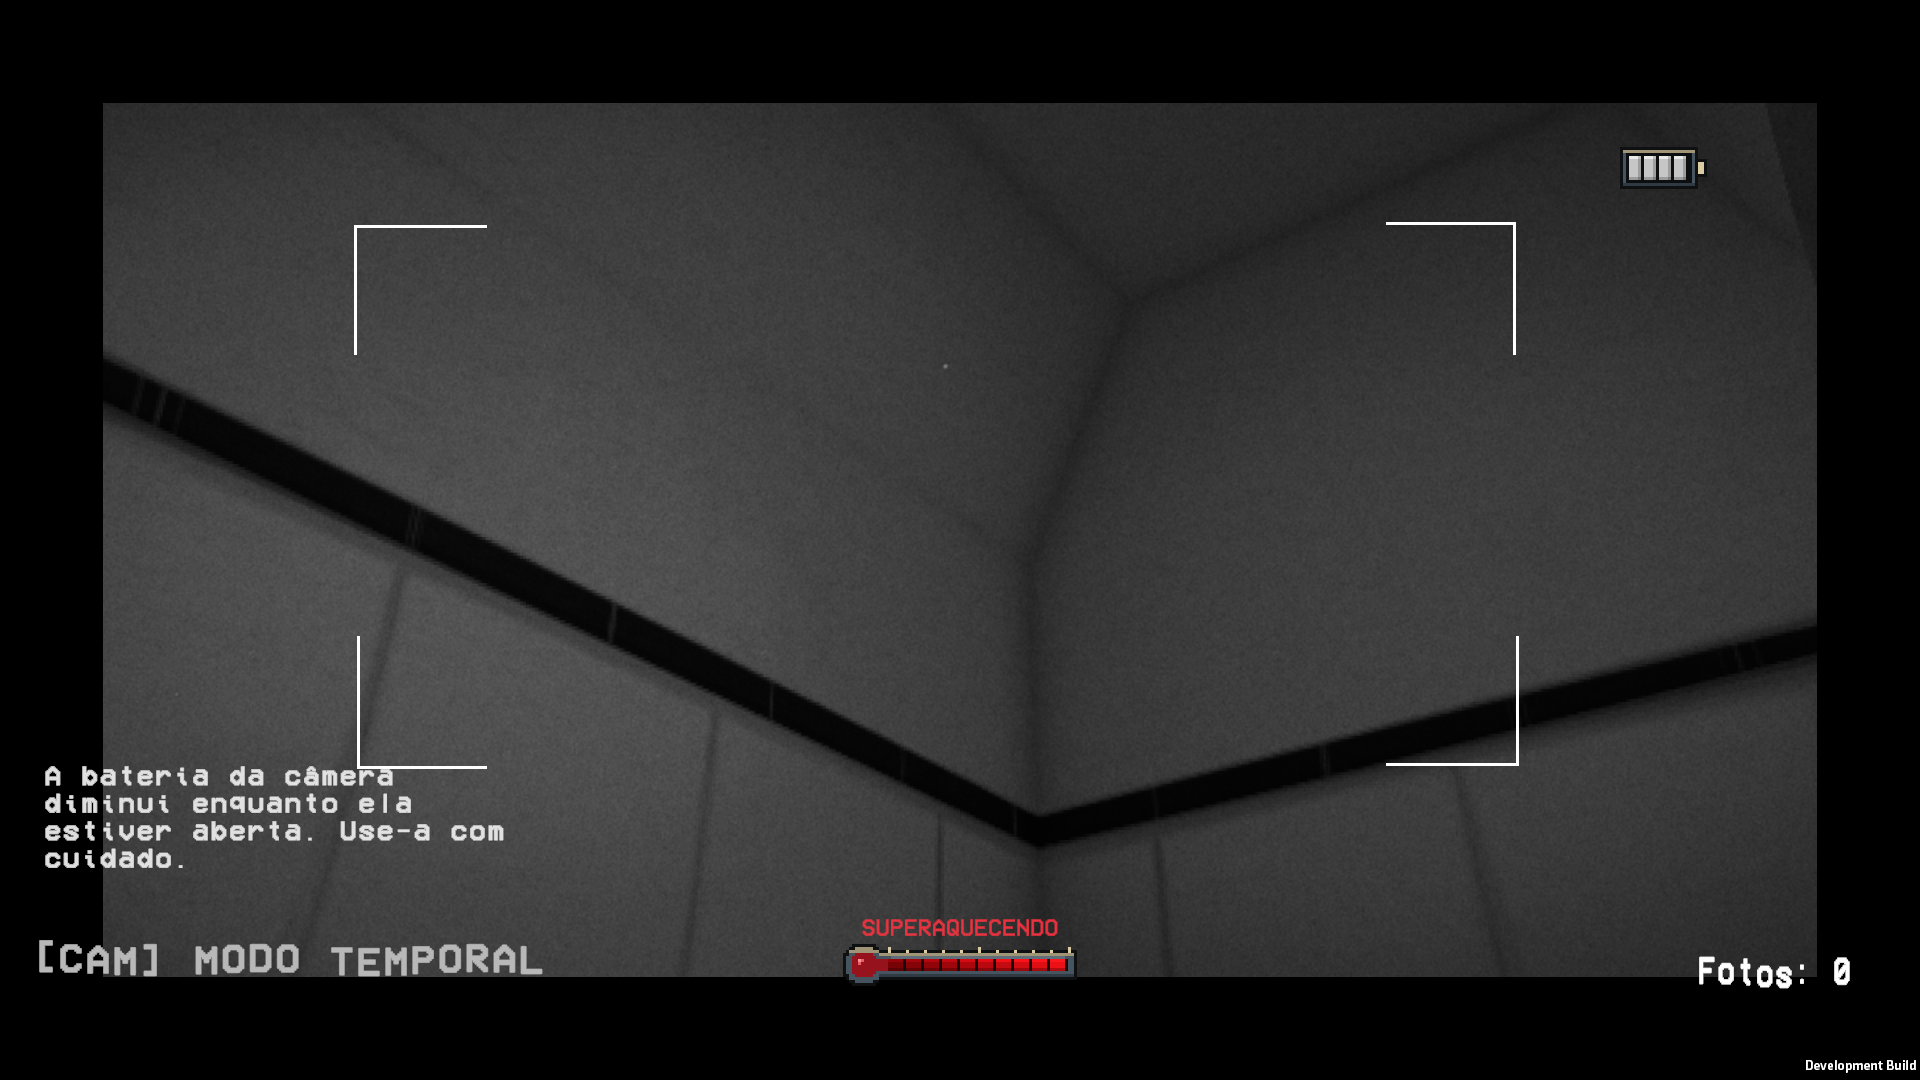 A bateria da câmera
diminui enquanto ela
estiver aberta. Use-a com
cuidado.
SUPERAQUECENDO
[CAM] MODO TEMPORAL
Fotos: 0
Development Build